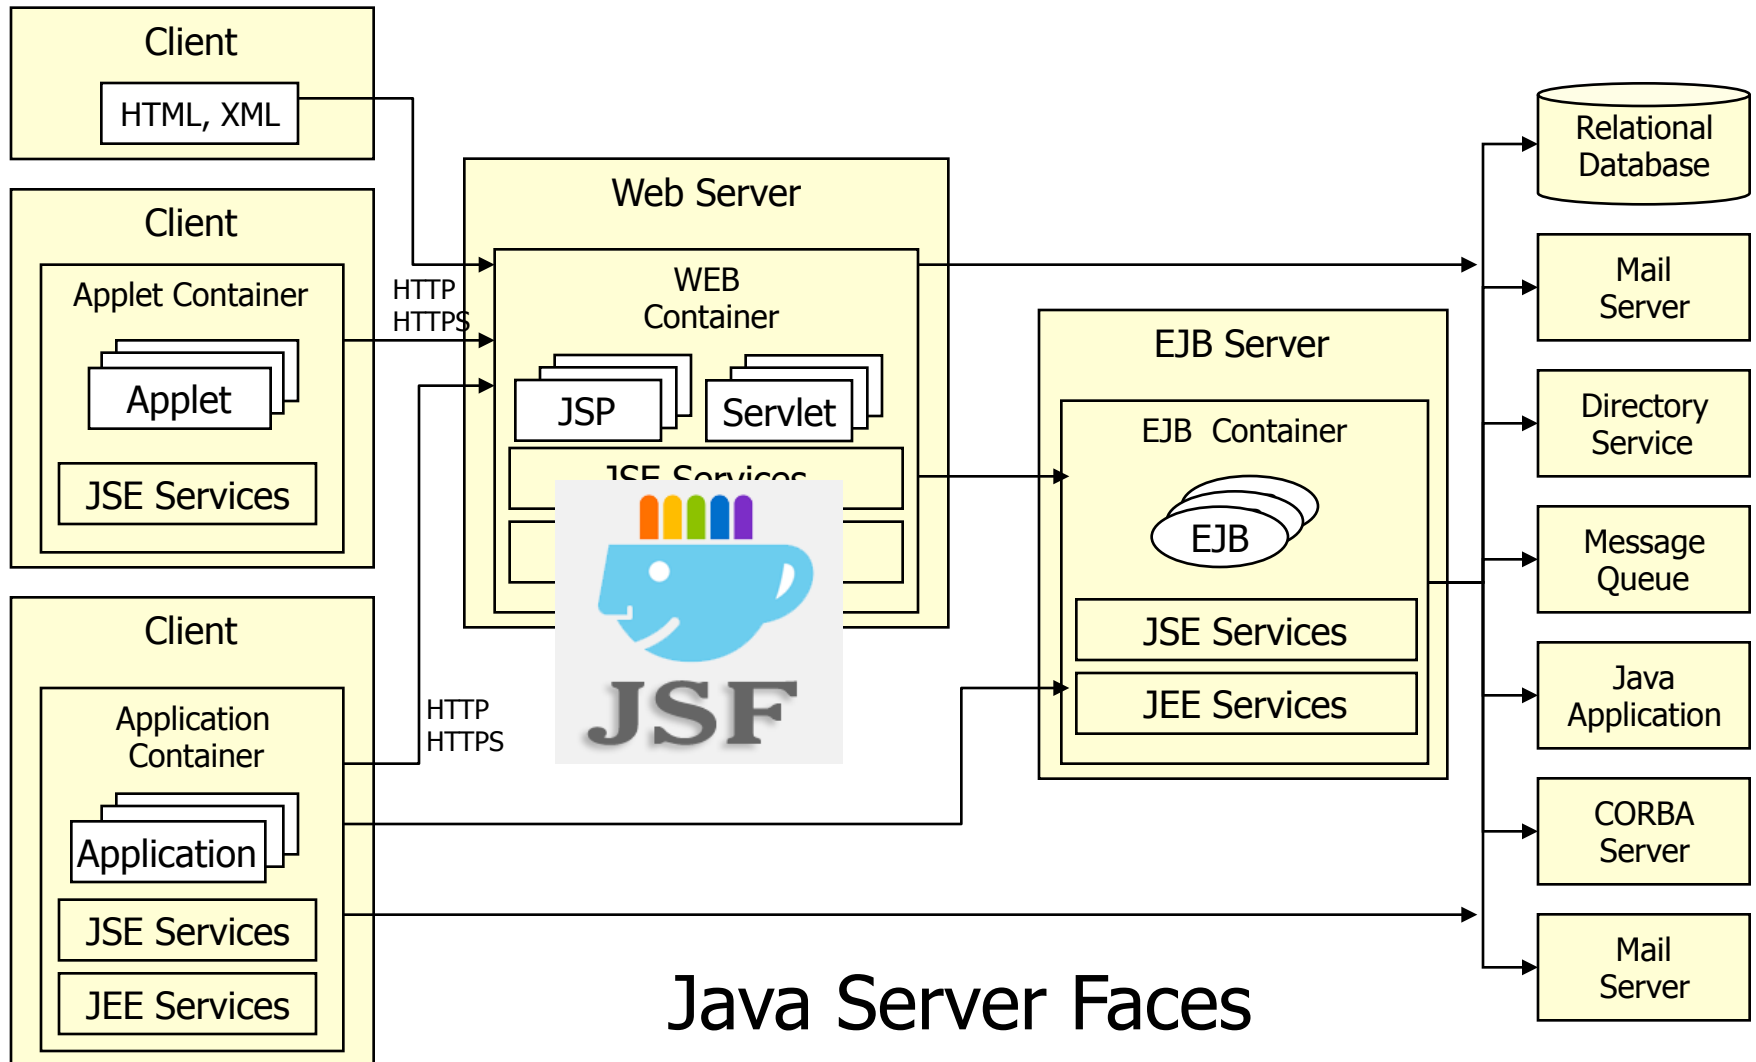 Client
HTML, XML
Client
Applet Container
Applet
JSE Services
HTTP
HTTPS
Client
Application
Container
Application
JSE Services
JEE Services
HTTP
HTTPS
Web Server
WEB
Container
JSP
Servlet
JSE Services
JSF
EJB Server
EJB Container
EJB
JSE Services
JEE Services
Relational
Database
Mail
Server
Directory
Service
Message
Queue
Java
Application
CORBA
Server
Mail
Server
Java Server Faces